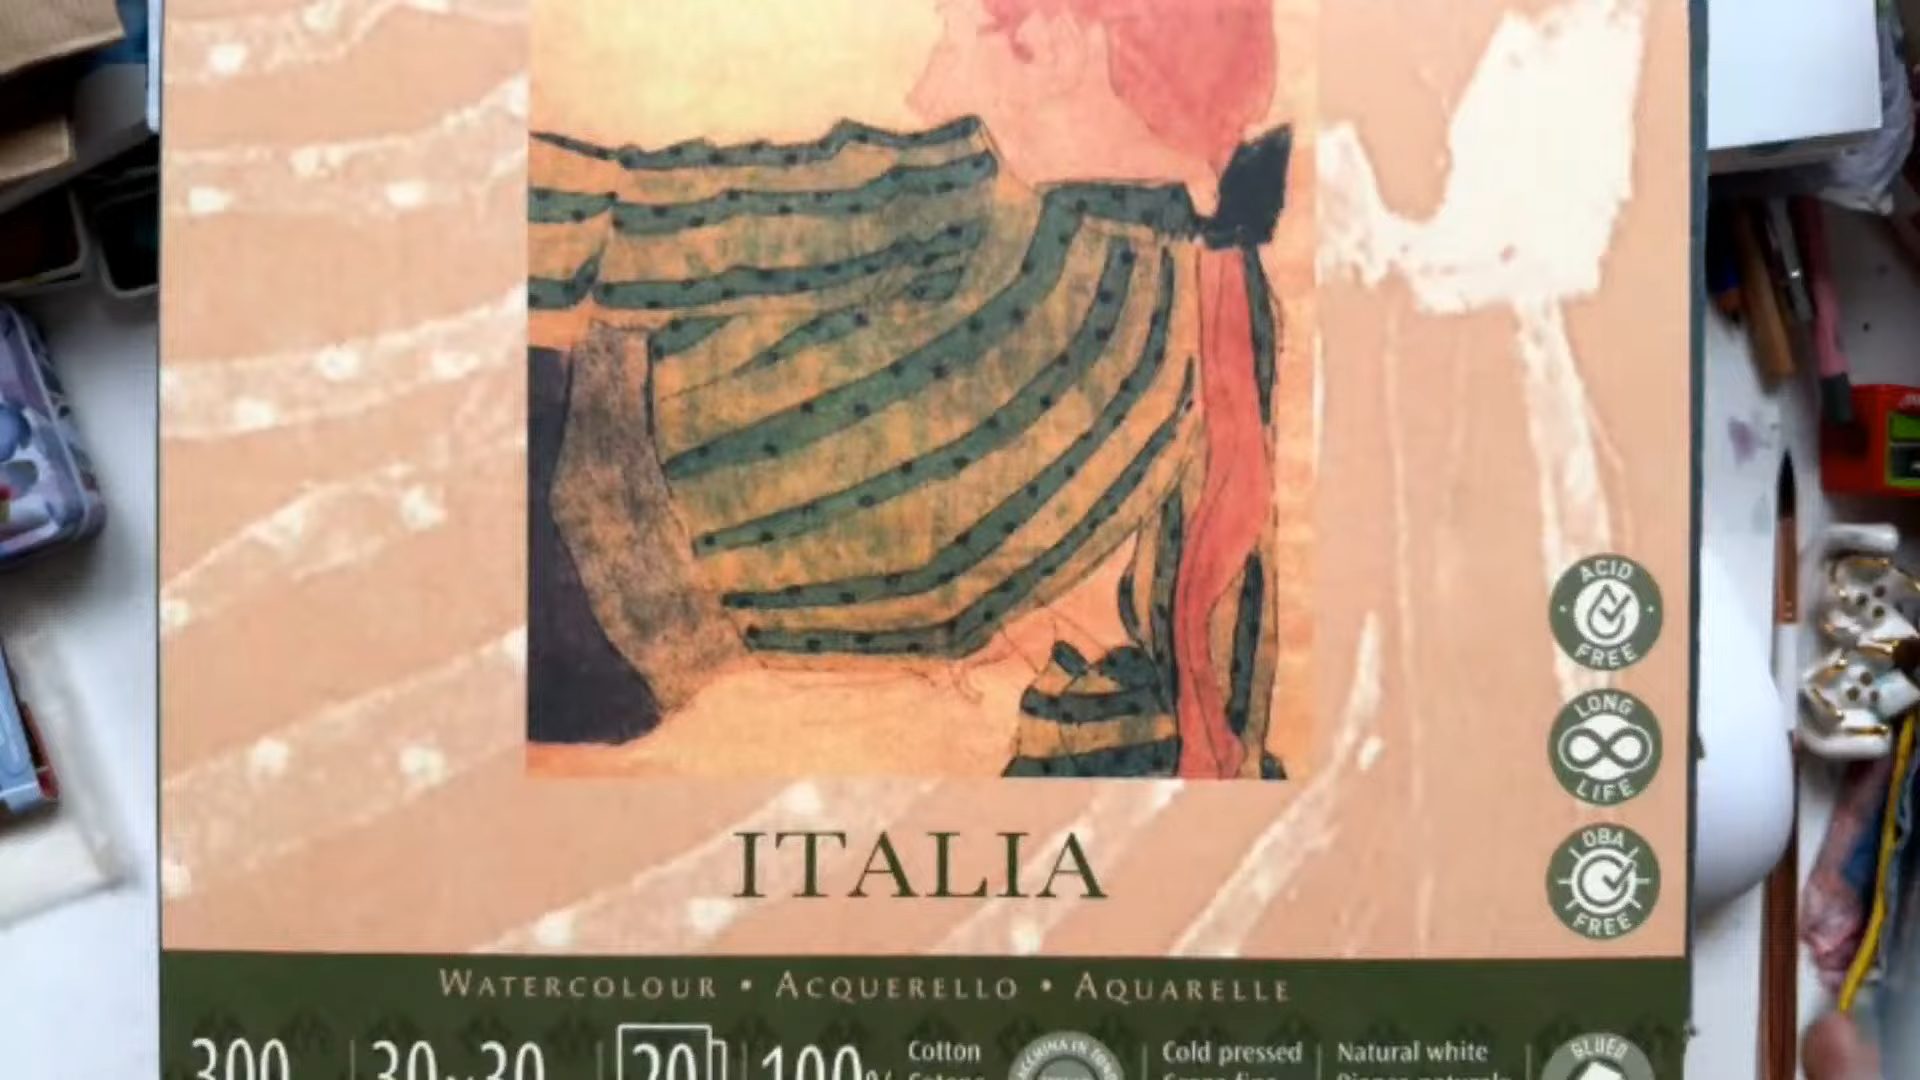 ACID
FREE
LONG
LIFE
OBA
FREE
ITALIA
WATERCOLOUR • ACQUERELLO • AQUARELLE
300
30x30
20
100%
Cotton
Cold pressed
Natural white
GLUED